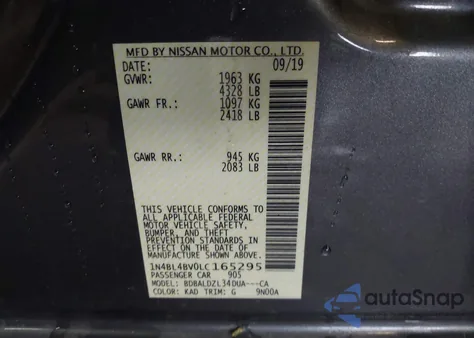 MFD BY NISSAN MOTOR CO., LTD.
DATE: 09/19
GVWR: 1963 KG
4328 LB
GAWR FR.: 1097 KG
2418 LB
GAWR RR.: 945 KG
2083 LB
THIS VEHICLE CONFORMS TO
ALL APPLICABLE FEDERAL
MOTOR VEHICLE SAFETY,
BUMPER, AND THEFT
PREVENTION STANDARDS IN
EFFECT ON THE DATE OF
MANUFACTURE SHOWN ABOVE.
1N4BL4BV0LC165295
PASSENGER CAR 905
MODEL: BDBALDZL34DUA---CA
COLOR: KAD TRIM: G 9N00A
autoSnap